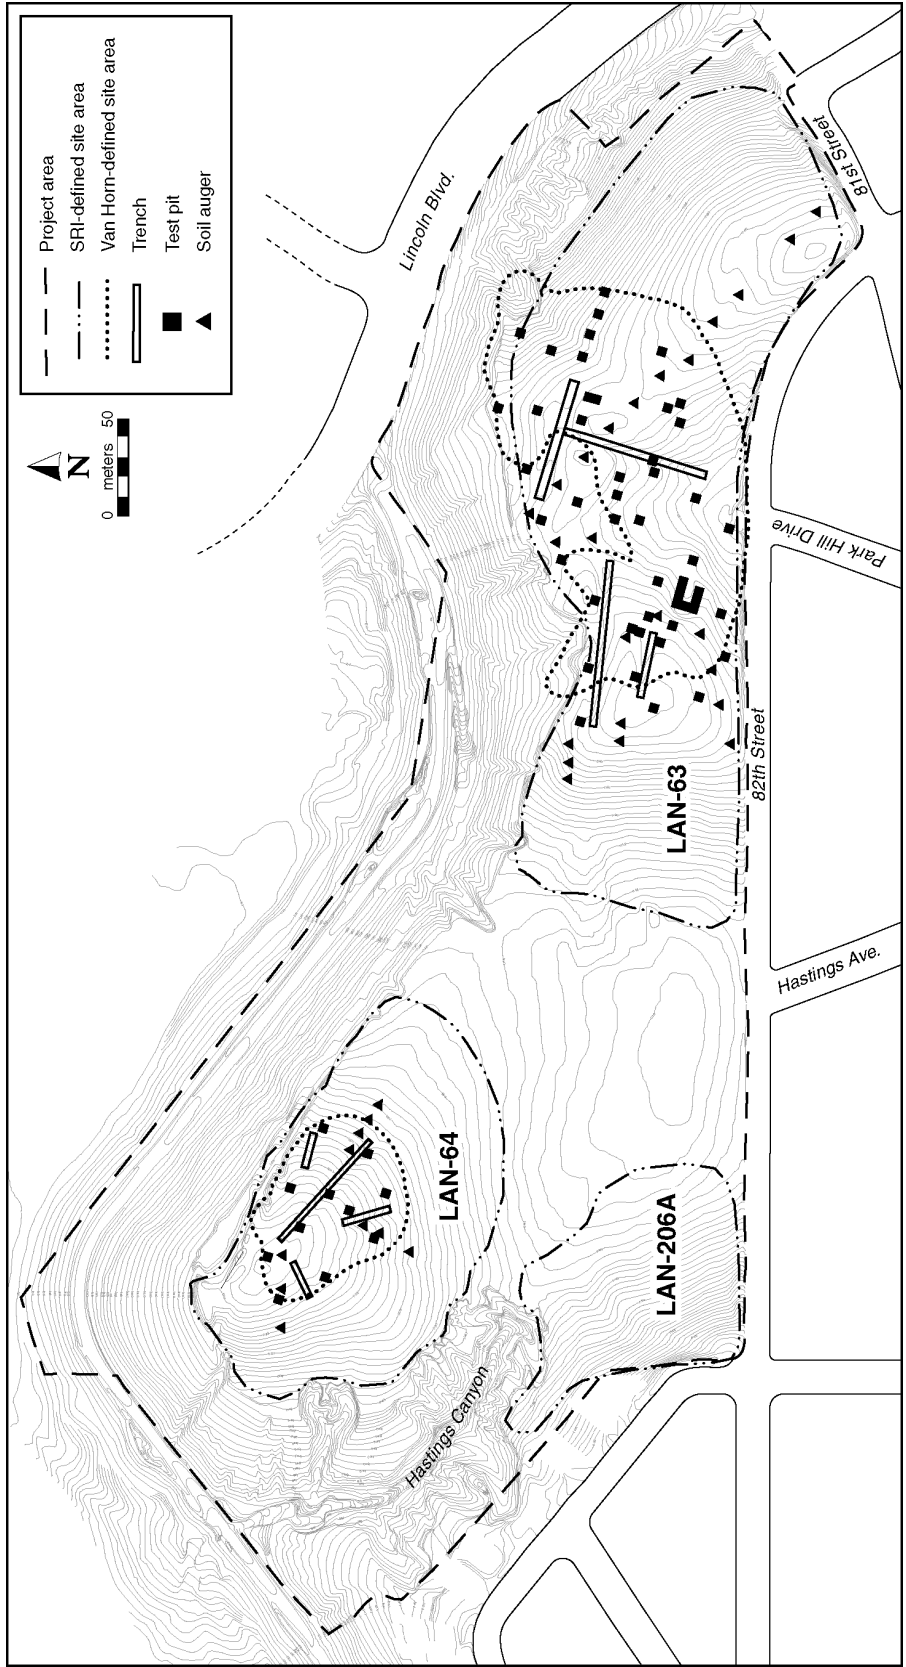 Project area
SRI-defined site area
Van Horn-defined site area
Trench
Test pit
Soil auger
N
0 meters 50
Lincoln Blvd.
81st Street
Park Hill Drive
82nd Street
LAN-63
Hastings Ave.
LAN-64
LAN-206A
Hastings Canyon